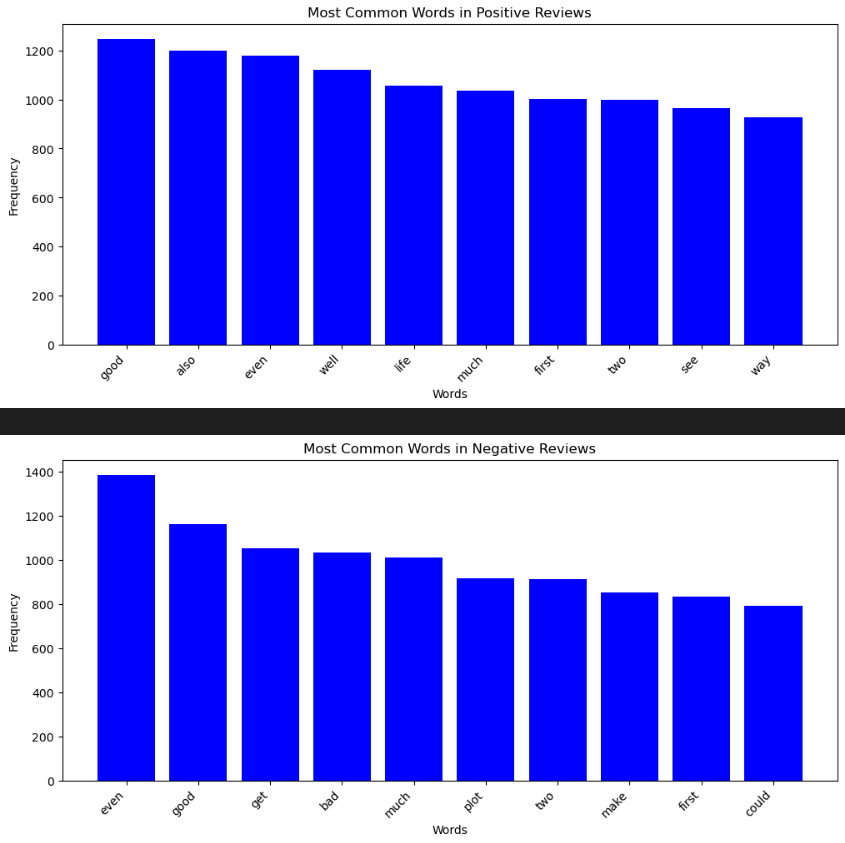 Most Common Words in Positive Reviews
1200
1000
800
600
400
200
0
Frequency
good also even well life much first two see way
Words
Most Common Words in Negative Reviews
1400
1200
1000
800
600
400
200
0
Frequency
even good get bad much plot two make first could
Words